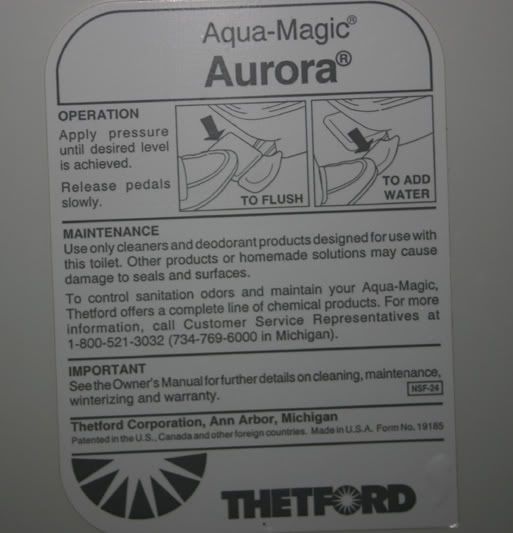 Aqua-Magic®
Aurora®
OPERATION
Apply pressure
until desired level
is achieved.
Release pedals
slowly.
TO FLUSH
TO ADD
WATER
MAINTENANCE
Use only cleaners and deodorant products designed for use with
this toilet. Other products or homemade solutions may cause
damage to seals and surfaces.
To control sanitation odors and maintain your Aqua-Magic,
Thetford offers a complete line of chemical products. For more
information, call Customer Service Representatives at
1-800-521-3032 (734-769-6000 in Michigan).
IMPORTANT
See the Owner's Manual for further details on cleaning, maintenance,
winterizing and warranty.
NSF-24
Thetford Corporation, Ann Arbor, Michigan
Patented in the U.S., Canada and other foreign countries. Made in U.S.A. Form No. 19185
THETFORD